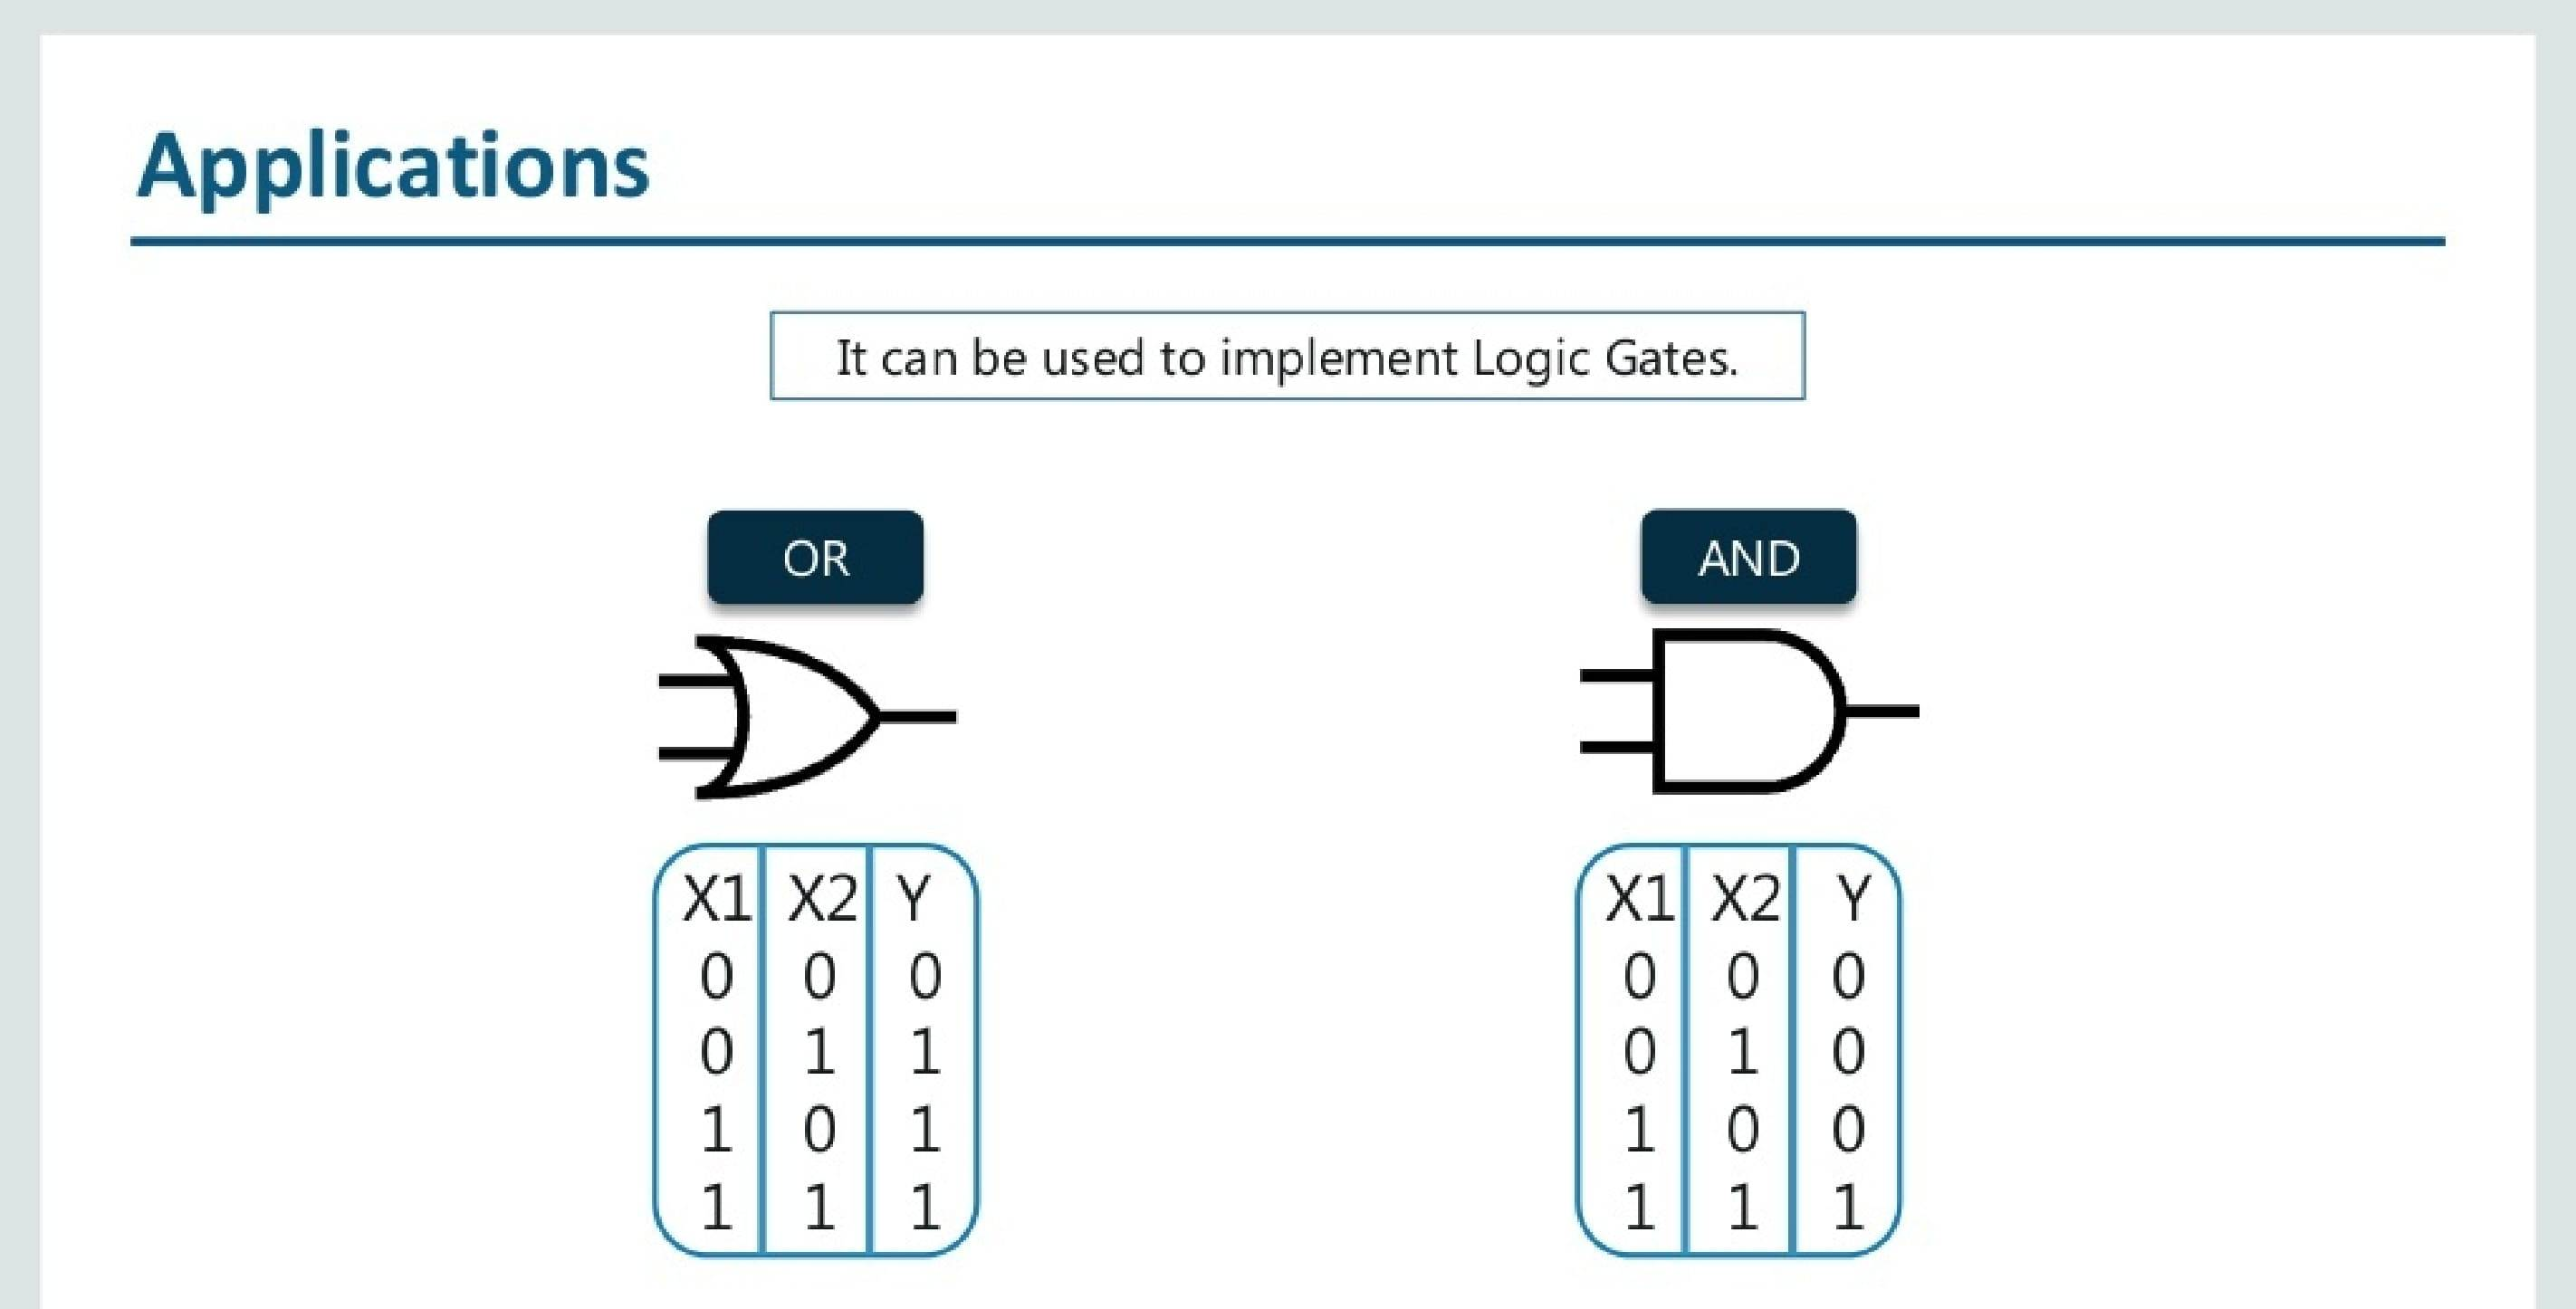 Applications
It can be used to implement Logic Gates.
OR
X1 X2 Y
0 0 0
0 1 1
1 0 1
1 1 1
AND
X1 X2 Y
0 0 0
0 1 0
1 0 0
1 1 1